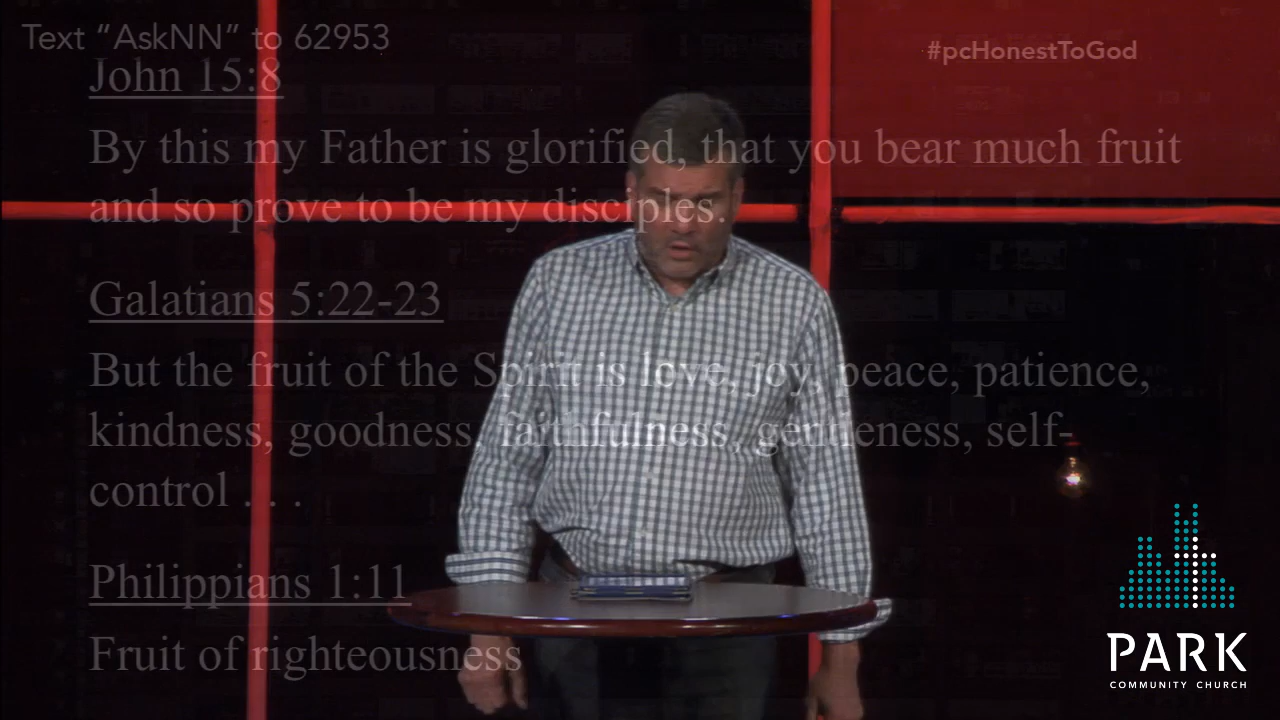 Text “AskNN” to 62953
#pcHonestToGod
John 15:8
By this my Father is glorified, that you bear much fruit
and so prove to be my disciples.
Galatians 5:22-23
But the fruit of the Spirit is love, joy, peace, patience,
kindness, goodness, faithfulness, gentleness, self-
control . . .
Philippians 1:11
Fruit of righteousness
PARK
COMMUNITY CHURCH